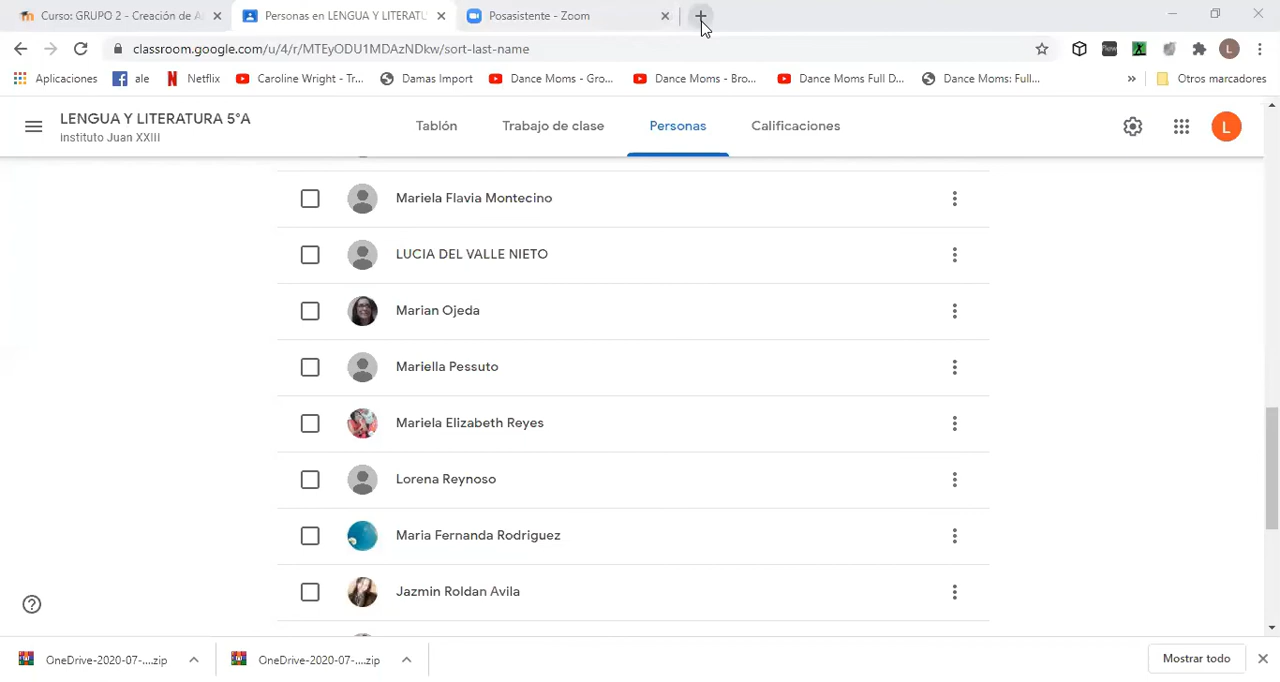 Curso: GRUPO 2 - Creación de A
Personas en LENGUA Y LITERATU
Posasistente - Zoom
classroom.google.com/u/4/r/MTEyODU1MDAzNDkw/sort-last-name
L
Aplicaciones
ale
Netflix
Caroline Wright - Tr...
Damas Import
Dance Moms - Gro...
Dance Moms - Bro...
Dance Moms Full D...
Dance Moms: Full...
»
Otros marcadores
LENGUA Y LITERATURA 5°A
Instituto Juan XXIII
Tablón
Trabajo de clase
Personas
Calificaciones
L
Mariela Flavia Montecino
LUCIA DEL VALLE NIETO
Marian Ojeda
Mariella Pessuto
Mariela Elizabeth Reyes
Lorena Reynoso
Maria Fernanda Rodriguez
Jazmin Roldan Avila
OneDrive-2020-07-....zip
OneDrive-2020-07-....zip
Mostrar todo